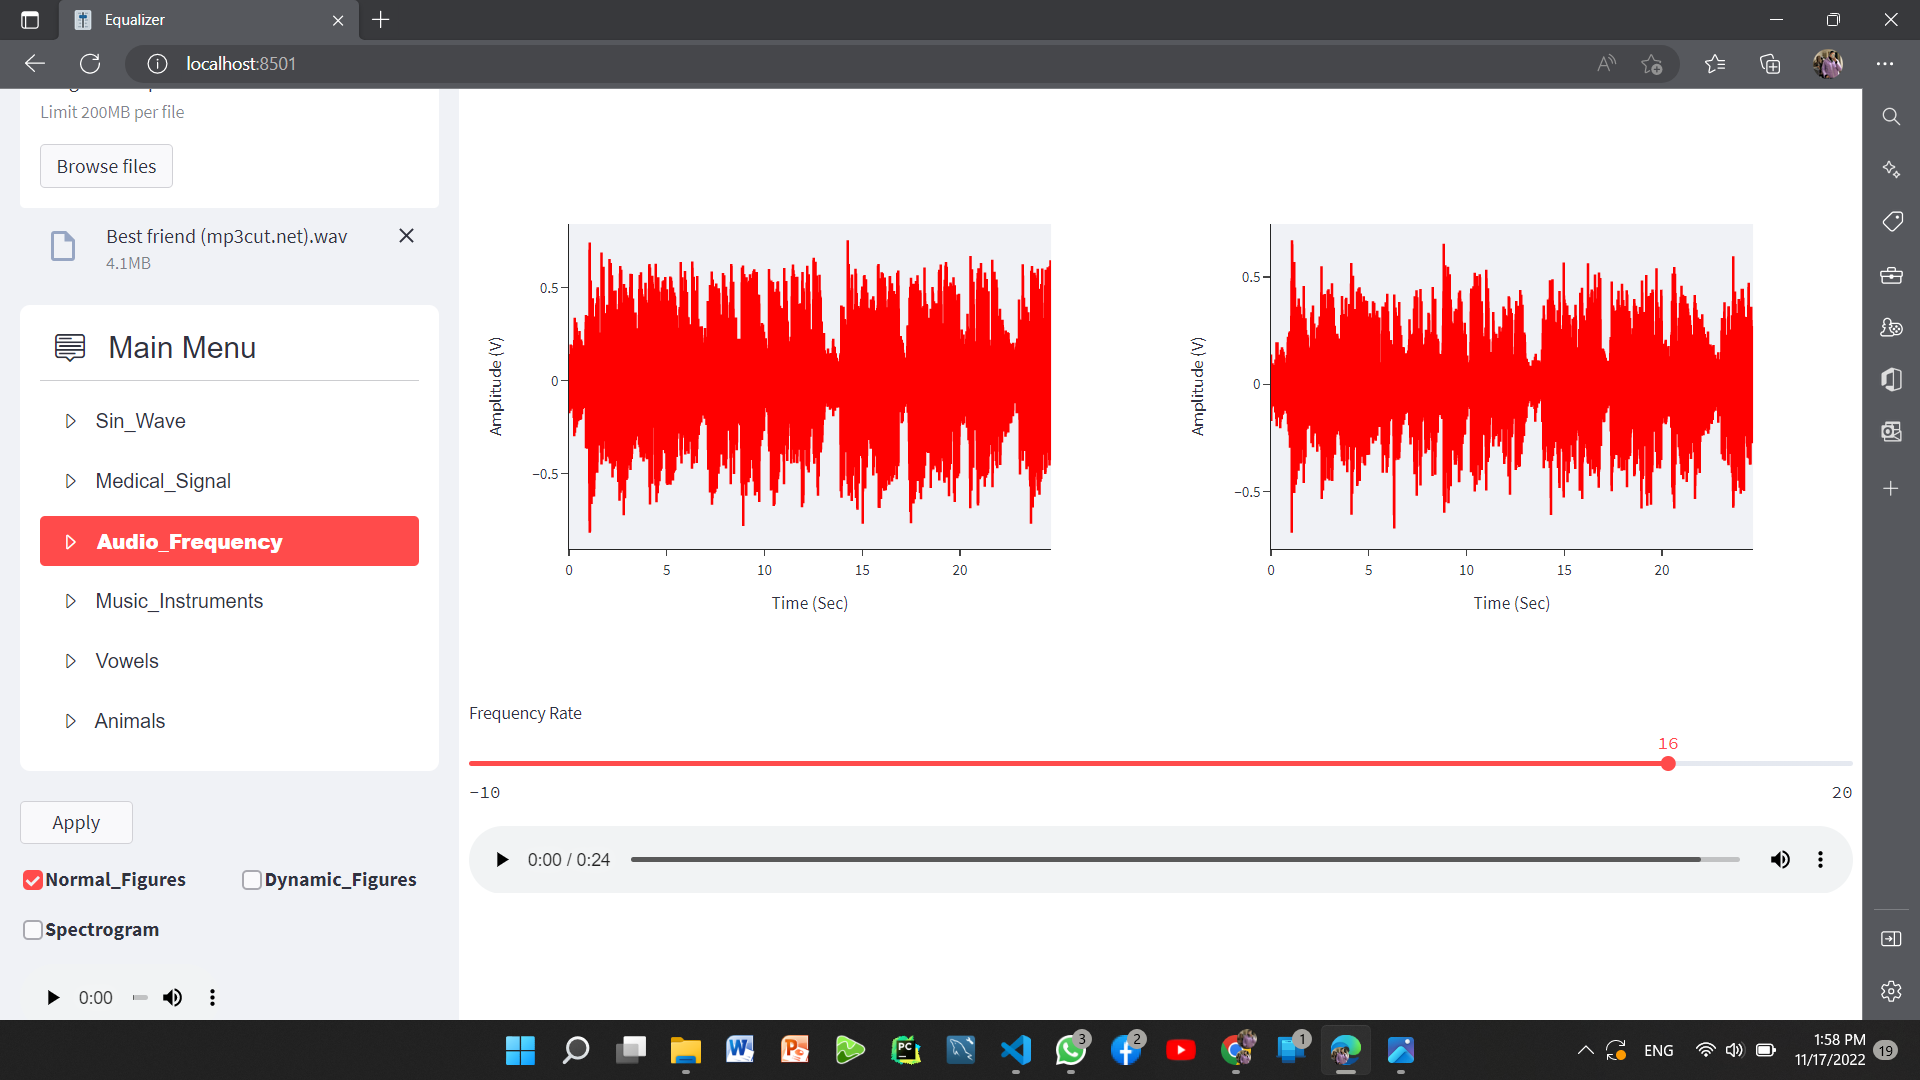 Equalizer
localhost:8501
Limit 200MB per file
Browse files
Best friend (mp3cut.net).wav
4.1MB
Main Menu
Sin_Wave
Medical_Signal
Audio_Frequency
Music_Instruments
Vowels
Animals
Apply
Normal_Figures
Dynamic_Figures
Spectrogram
0:00
Amplitude (V)
0.5
0
−0.5
0 5 10 15 20
Time (Sec)
Amplitude (V)
0.5
0
−0.5
0 5 10 15 20
Time (Sec)
Frequency Rate
16
-10 20
0:00 / 0:24
3
2
1
ENG
1:58 PM
11/17/2022
19